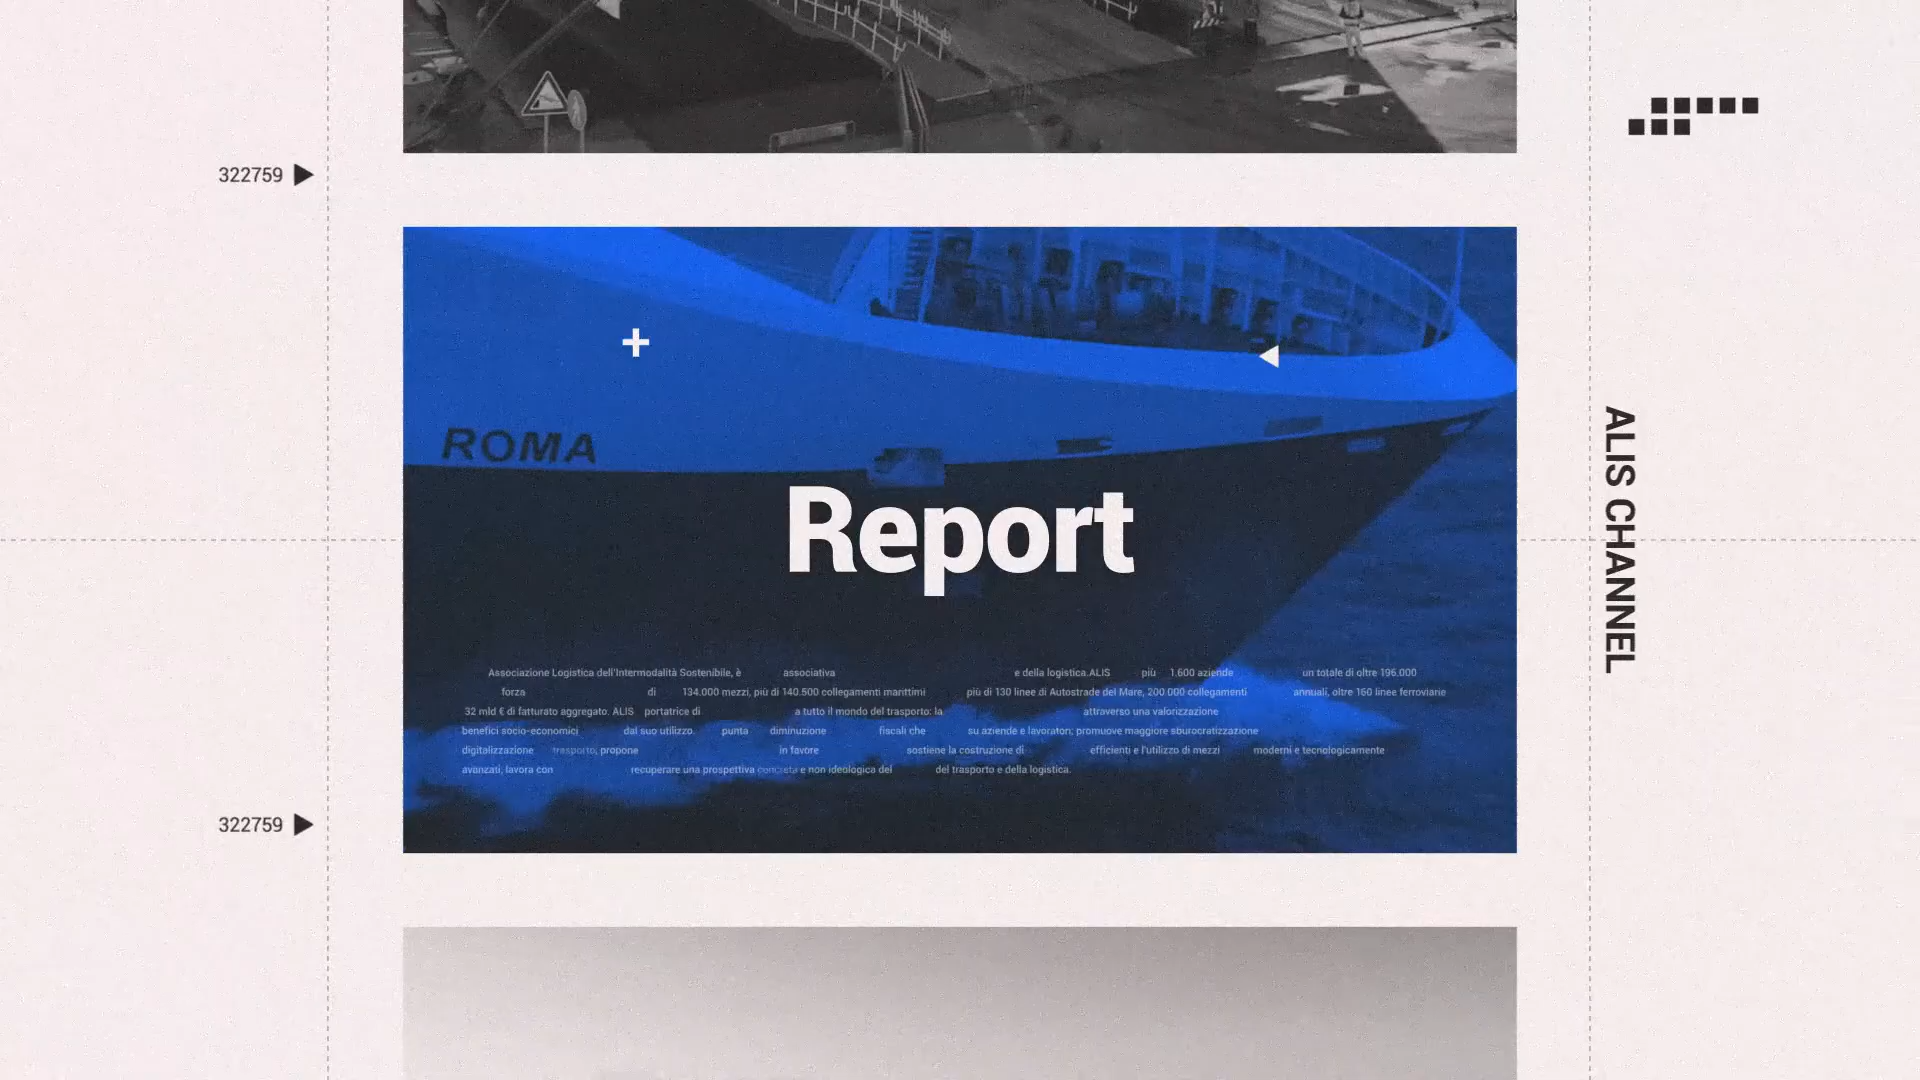 322759
ROMA
Report
ALIS CHANNEL
Associazione Logistica dell'Intermodalità Sostenibile, è associativa e della logistica.ALIS più 1.600 aziende un totale di oltre 196.000
forza di 134.000 mezzi, più di 140.500 collegamenti marittimi più di 130 linee di Autostrade del Mare, 200.000 collegamenti annuali, oltre 160 linee ferroviarie
32 mld € di fatturato aggregato. ALIS portatrice di a tutto il mondo del trasporto: la attraverso una valorizzazione
benefici socio-economici dal suo utilizzo. punta diminuzione fiscali che su aziende e lavoratori; promuove maggiore sburocratizzazione
digitalizzazione trasporto; propone in favore sostiene la costruzione di efficienti e l'utilizzo di mezzi moderni e tecnologicamente
avanzati, lavora con recuperare una prospettiva concreta e non ideologica del del trasporto e della logistica.
322759